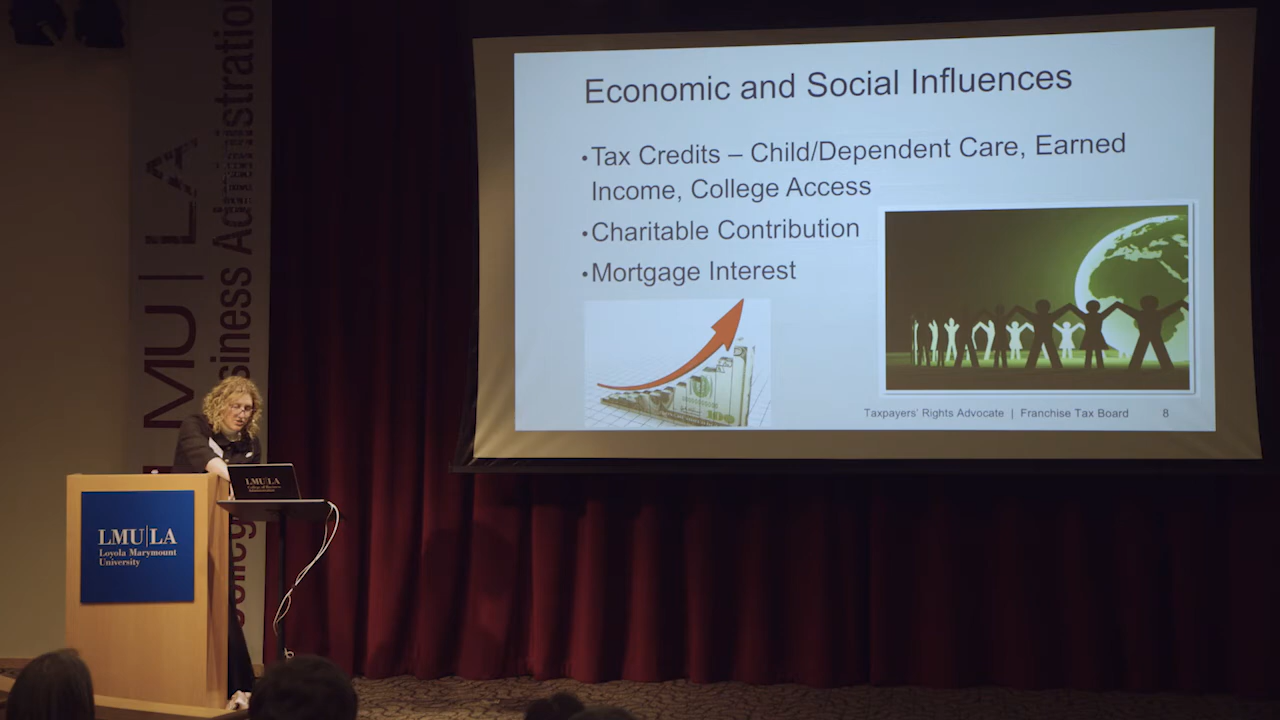 Economic and Social Influences
•Tax Credits – Child/Dependent Care, Earned
Income, College Access
•Charitable Contribution
•Mortgage Interest
100
Taxpayers' Rights Advocate | Franchise Tax Board 8
LMU|LA
Business Administration
LMU|LA
LMU|LA
Loyola Marymount
University